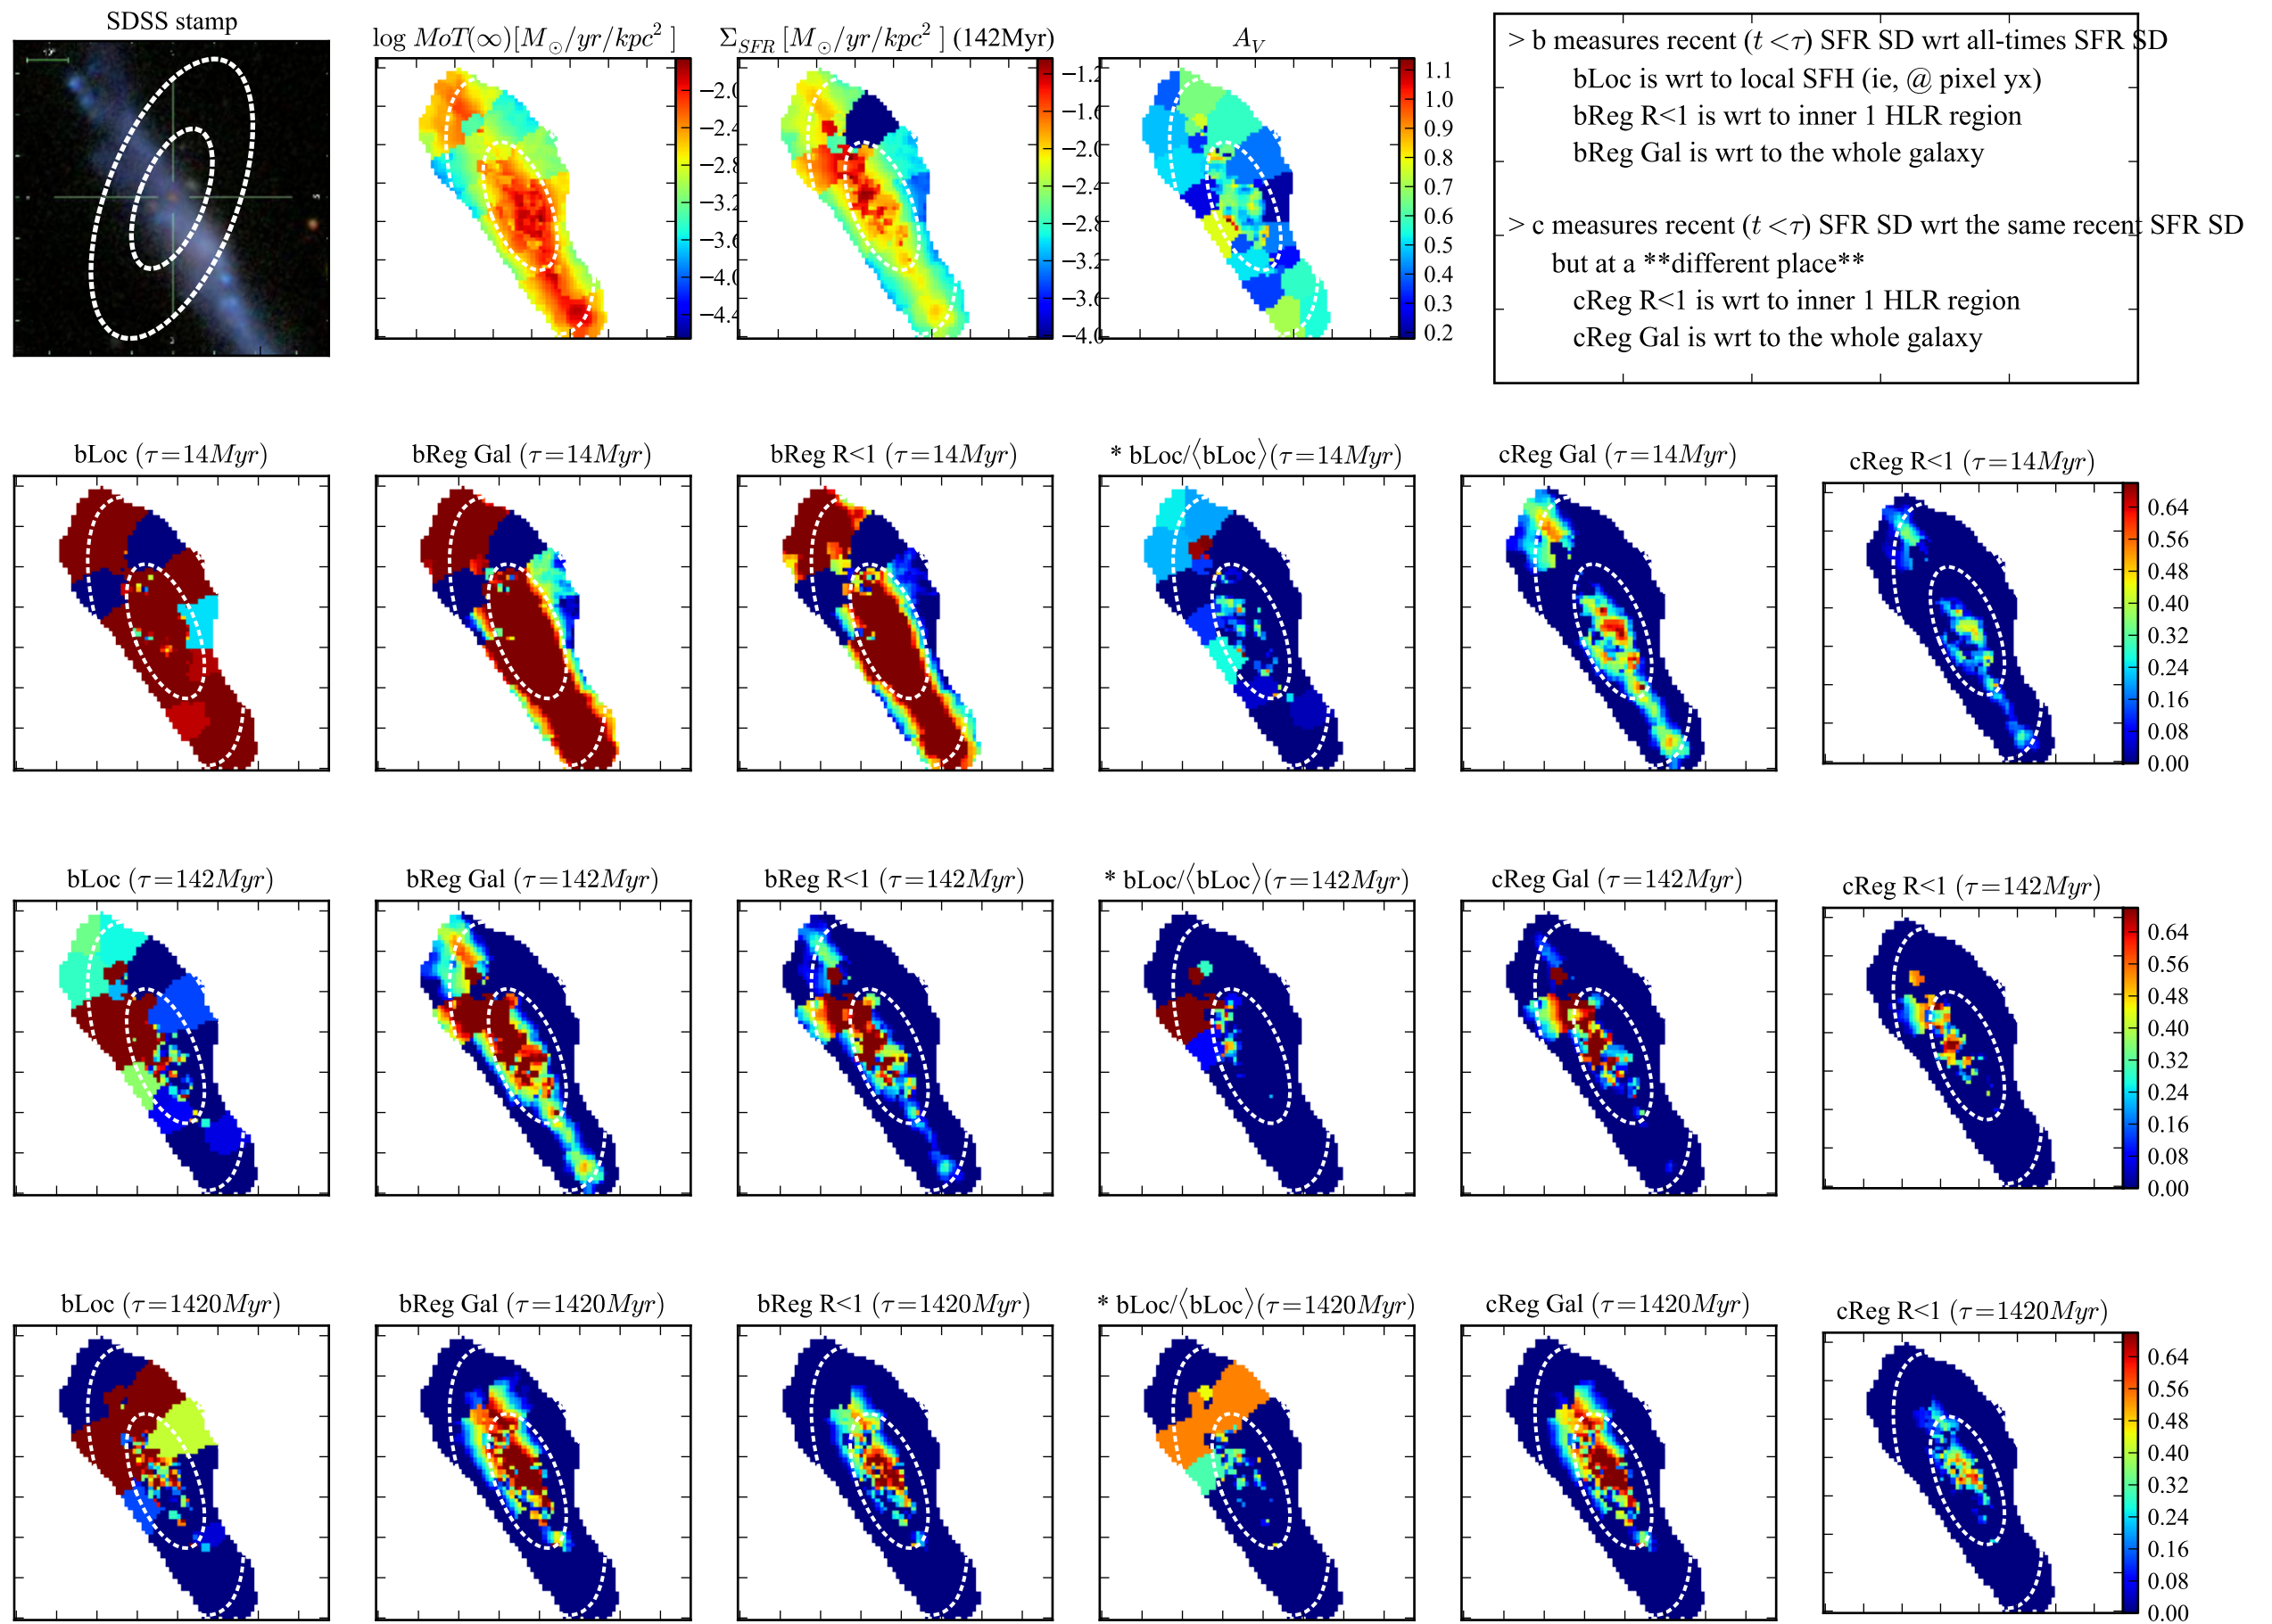 SDSS stamp
log MoT(∞)[M⊙/yr/kpc² ]
Σ_SFR [M⊙/yr/kpc² ] (142Myr)
A_V
−2.0
−2.4
−2.8
−3.2
−3.6
−4.0
−4.4
−1.2
−1.6
−2.0
−2.4
−2.8
−3.2
−3.6
−4.0
1.1
1.0
0.9
0.8
0.7
0.6
0.5
0.4
0.3
0.2
> b measures recent (t <τ) SFR SD wrt all-times SFR SD
bLoc is wrt to local SFH (ie, @ pixel yx)
bReg R<1 is wrt to inner 1 HLR region
bReg Gal is wrt to the whole galaxy
> c measures recent (t <τ) SFR SD wrt the same recent SFR SD
but at a **different place**
cReg R<1 is wrt to inner 1 HLR region
cReg Gal is wrt to the whole galaxy
bLoc (τ=14Myr)
bReg Gal (τ=14Myr)
bReg R<1 (τ=14Myr)
* bLoc/⟨bLoc⟩(τ=14Myr)
cReg Gal (τ=14Myr)
cReg R<1 (τ=14Myr)
0.64
0.56
0.48
0.40
0.32
0.24
0.16
0.08
0.00
bLoc (τ=142Myr)
bReg Gal (τ=142Myr)
bReg R<1 (τ=142Myr)
* bLoc/⟨bLoc⟩(τ=142Myr)
cReg Gal (τ=142Myr)
cReg R<1 (τ=142Myr)
0.64
0.56
0.48
0.40
0.32
0.24
0.16
0.08
0.00
bLoc (τ=1420Myr)
bReg Gal (τ=1420Myr)
bReg R<1 (τ=1420Myr)
* bLoc/⟨bLoc⟩(τ=1420Myr)
cReg Gal (τ=1420Myr)
cReg R<1 (τ=1420Myr)
0.64
0.56
0.48
0.40
0.32
0.24
0.16
0.08
0.00